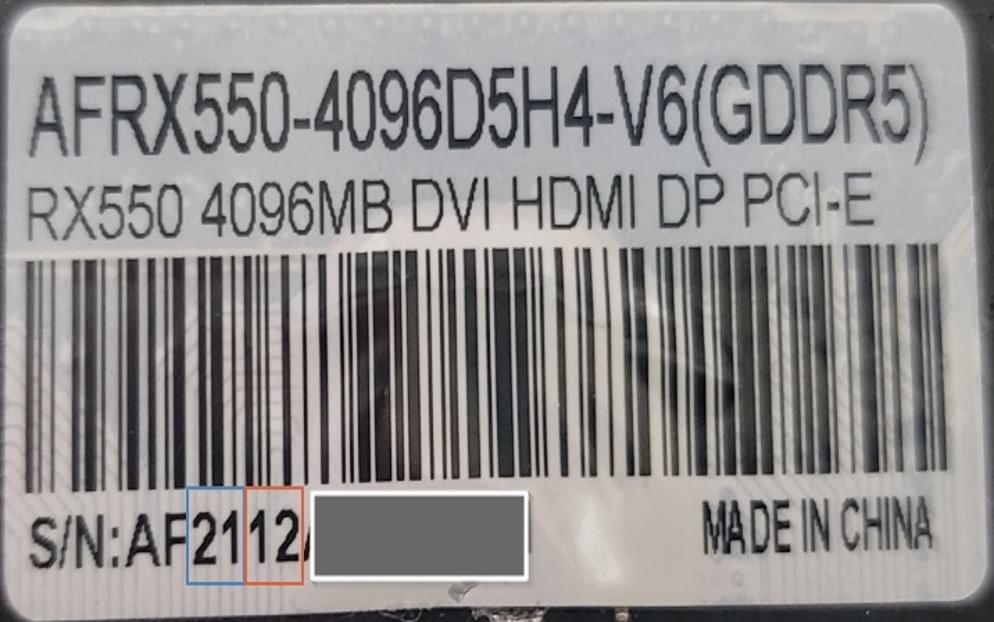 AFRX550-4096D5H4-V6(GDDR5)
RX550 4096MB DVI HDMI DP PCI-E
S/N:AF2112
MADE IN CHINA